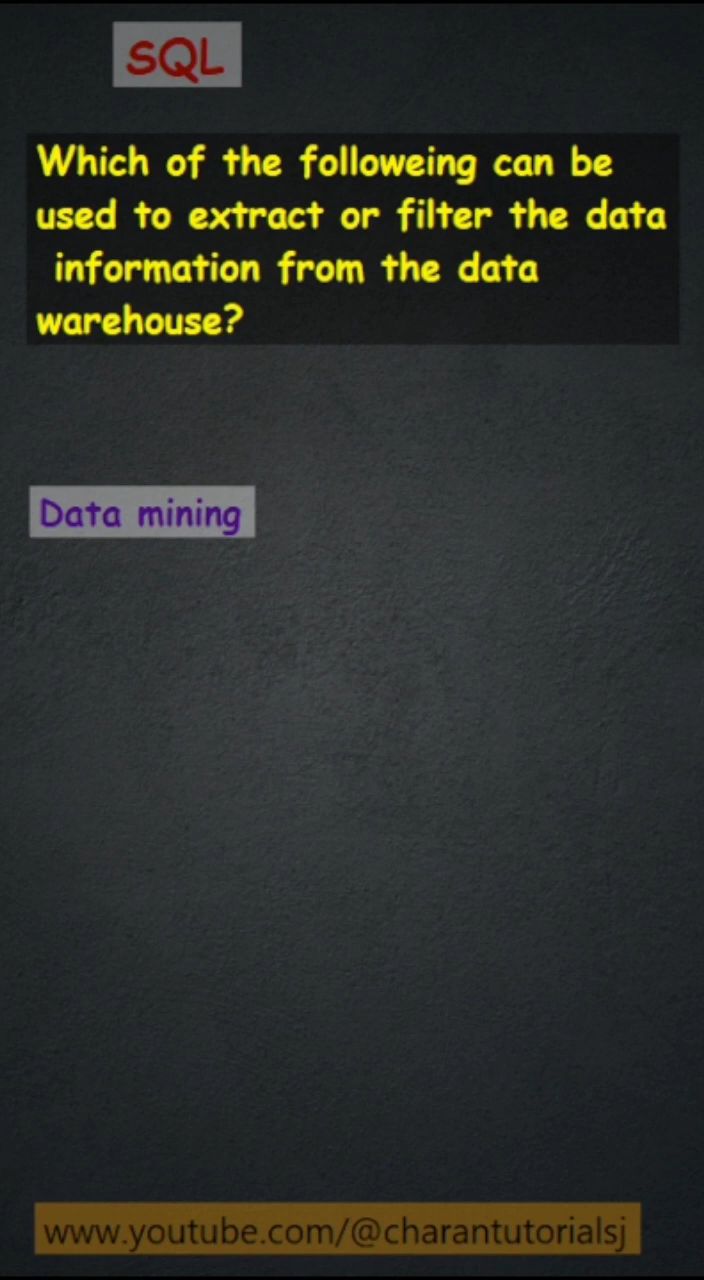 SQL
Which of the followeing can be
used to extract or filter the data
information from the data
warehouse?
Data mining
www.youtube.com/@charantutorialsj